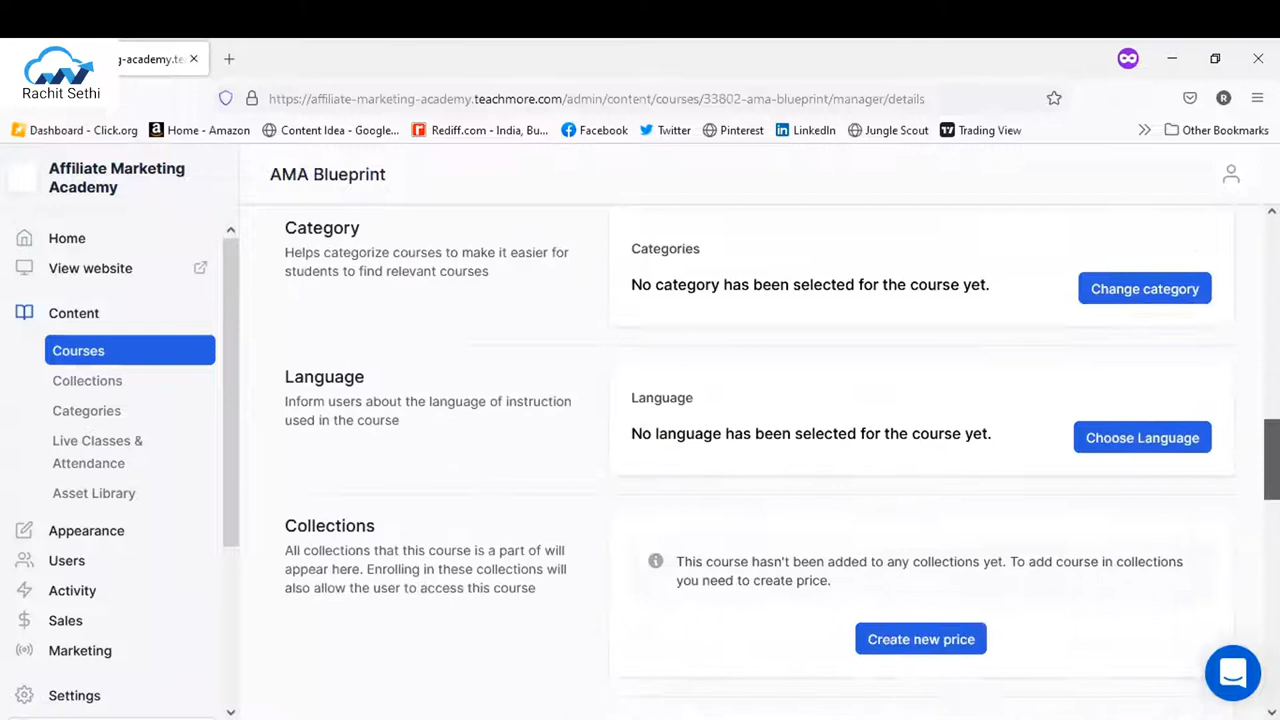 Rachit Sethi
g-academy.te
https://affiliate-marketing-academy.teachmore.com/admin/content/courses/33802-ama-blueprint/manager/details
Dashboard - Click.org
Home - Amazon
Content Idea - Google...
Rediff.com - India, Bu...
Facebook
Twitter
Pinterest
LinkedIn
Jungle Scout
Trading View
Other Bookmarks
R
Affiliate Marketing
Academy
Home
View website
Content
Courses
Collections
Categories
Live Classes &
Attendance
Asset Library
Appearance
Users
Activity
Sales
Marketing
Settings
AMA Blueprint
Category
Helps categorize courses to make it easier for
students to find relevant courses
Categories
No category has been selected for the course yet.
Change category
Language
Inform users about the language of instruction
used in the course
Language
No language has been selected for the course yet.
Choose Language
Collections
All collections that this course is a part of will
appear here. Enrolling in these collections will
also allow the user to access this course
This course hasn't been added to any collections yet. To add course in collections
you need to create price.
Create new price